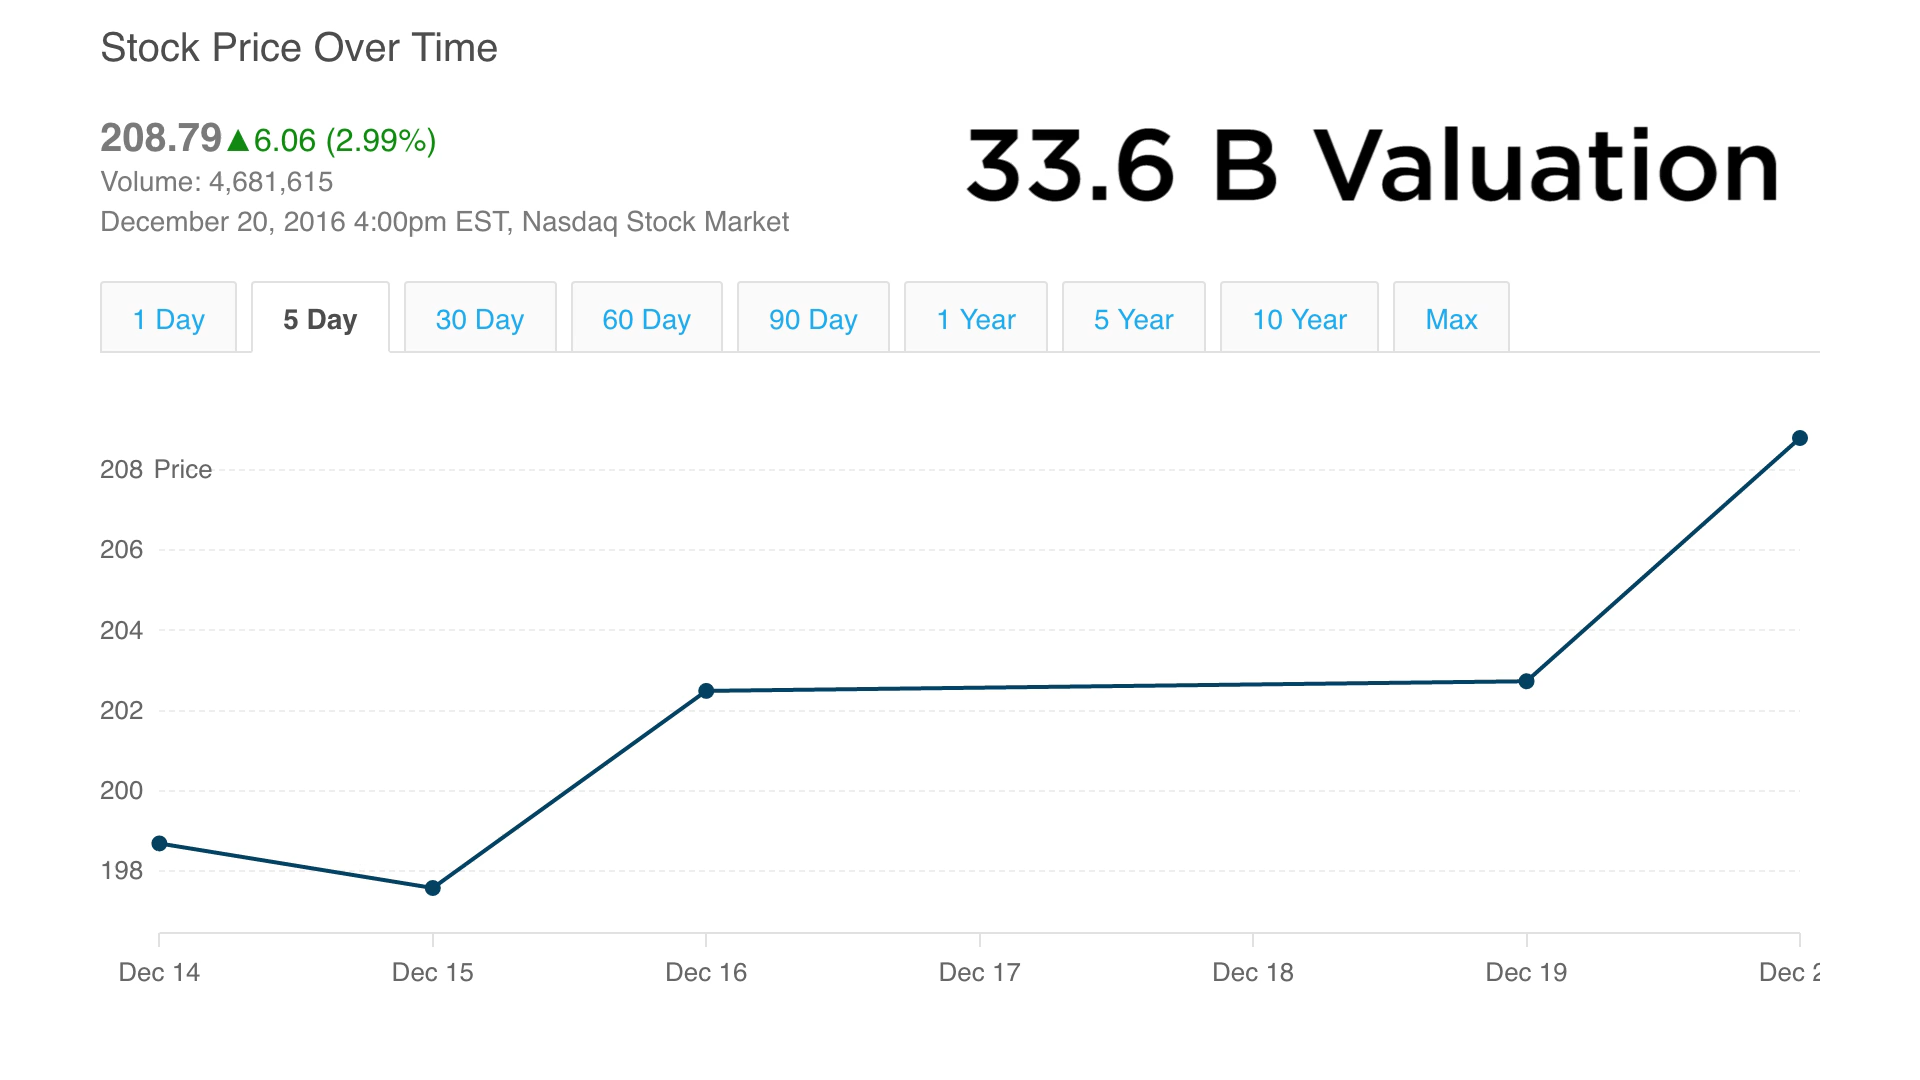 Stock Price Over Time
208.79▲6.06 (2.99%)
33.6 B Valuation
Volume: 4,681,615
December 20, 2016 4:00pm EST, Nasdaq Stock Market
1 Day 5 Day 30 Day 60 Day 90 Day 1 Year 5 Year 10 Year Max
208 Price
206
204
202
200
198
Dec 14 Dec 15 Dec 16 Dec 17 Dec 18 Dec 19 Dec 2